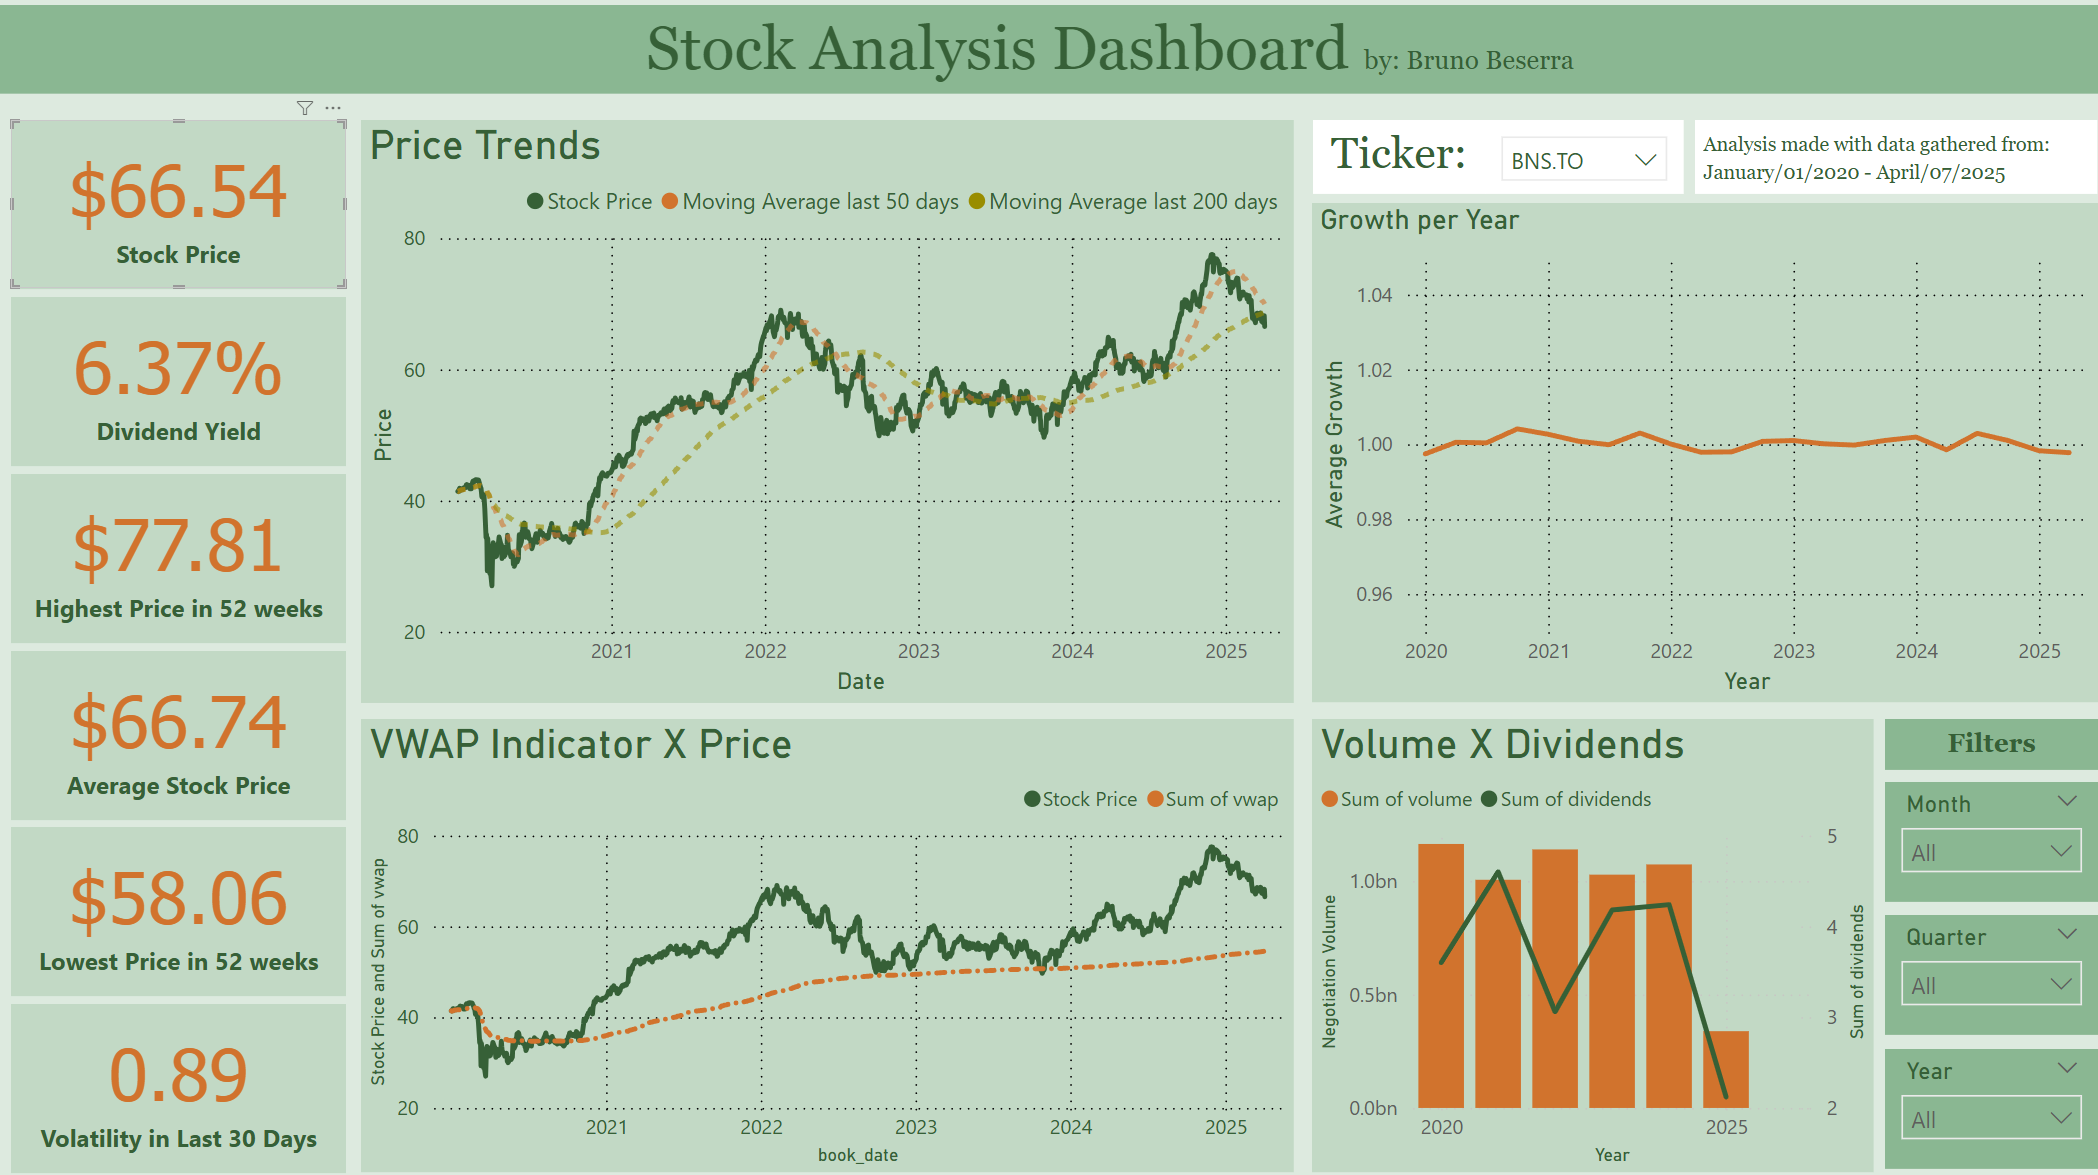 Stock Analysis Dashboard by: Bruno Beserra
$66.54
Stock Price
6.37%
Dividend Yield
$77.81
Highest Price in 52 weeks
$66.74
Average Stock Price
$58.06
Lowest Price in 52 weeks
0.89
Volatility in Last 30 Days
Price Trends
Stock Price Moving Average last 50 days Moving Average last 200 days
80
60
40
20
Price
2021 2022 2023 2024 2025
Date
Ticker:
BNS.TO
Analysis made with data gathered from:
January/01/2020 - April/07/2025
Growth per Year
1.04
1.02
1.00
0.98
0.96
Average Growth
2020 2021 2022 2023 2024 2025
Year
VWAP Indicator X Price
Stock Price Sum of vwap
80
60
40
20
Stock Price and Sum of vwap
2021 2022 2023 2024 2025
book_date
Volume X Dividends
Sum of volume Sum of dividends
1.0bn
0.5bn
0.0bn
Negotiation Volume
5
4
3
2
Sum of dividends
2020 2025
Year
Filters
Month
All
Quarter
All
Year
All